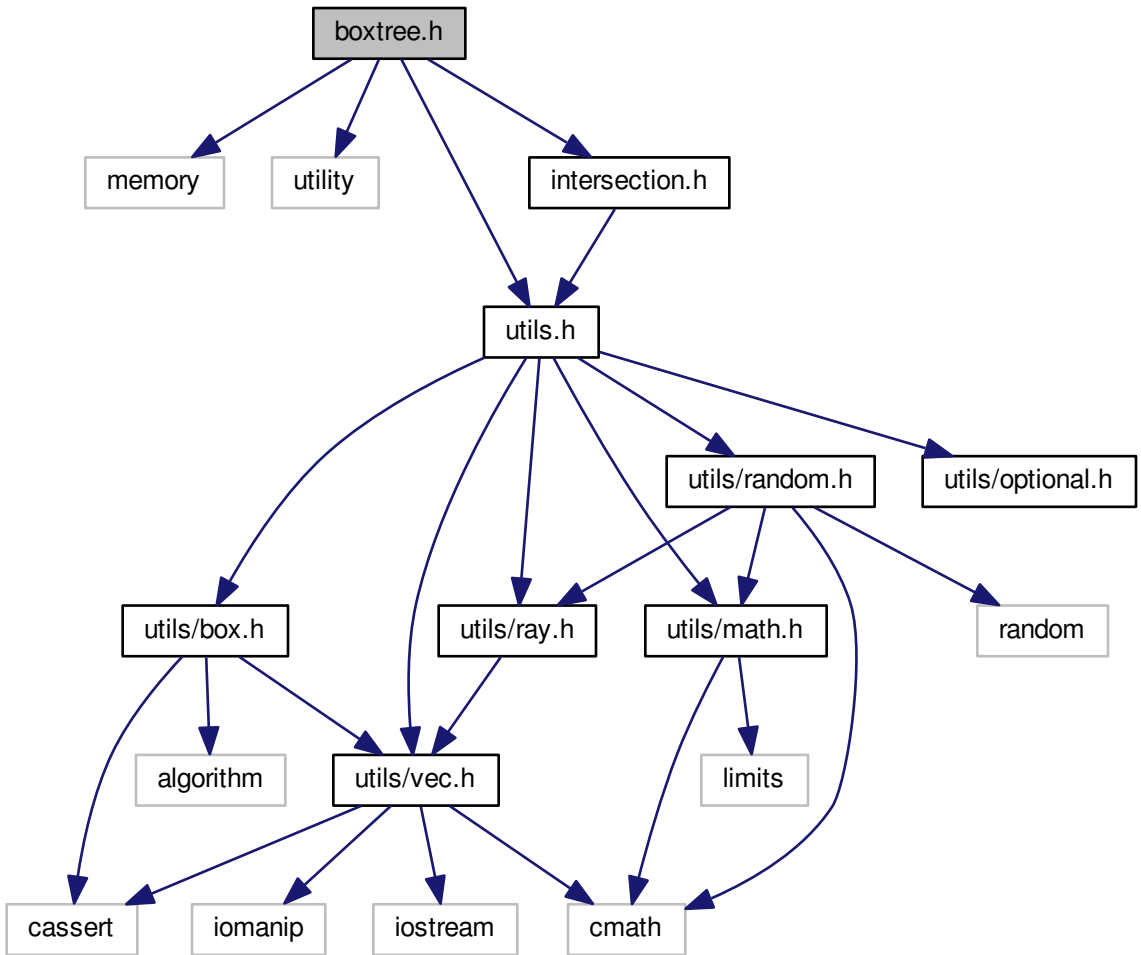 boxtree.h
memory
utility
intersection.h
utils.h
utils/random.h
utils/optional.h
utils/box.h
utils/ray.h
utils/math.h
random
algorithm
utils/vec.h
limits
cassert
iomanip
iostream
cmath